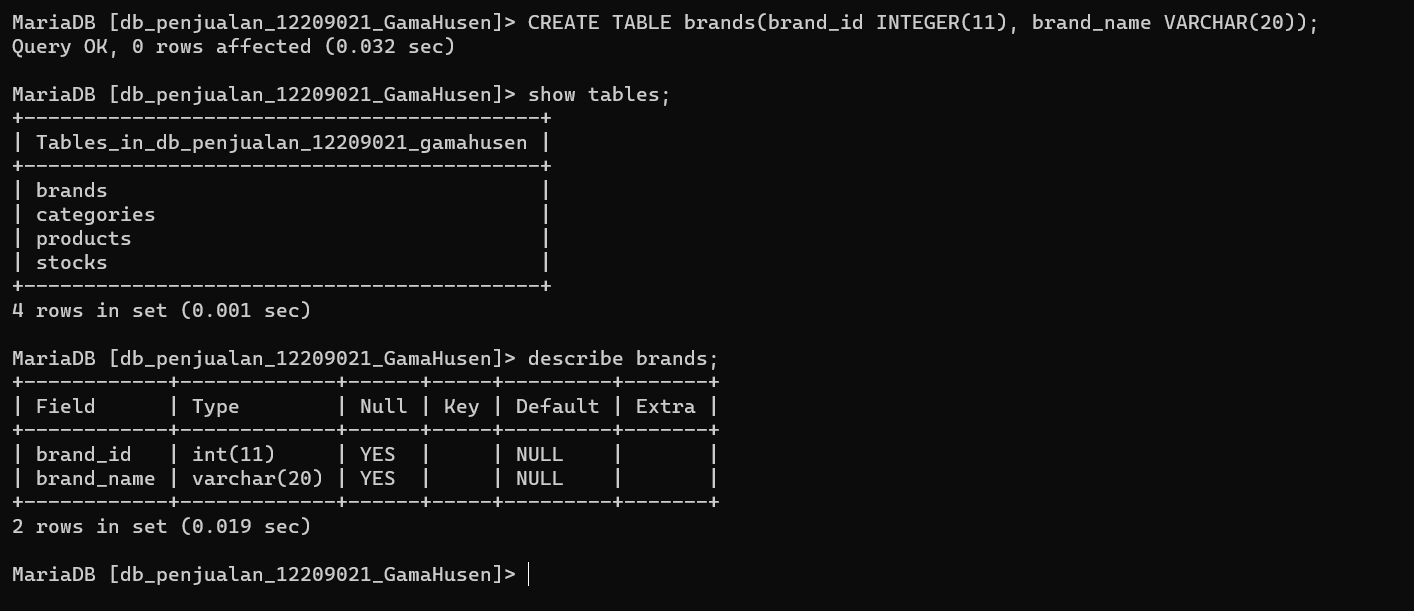 MariaDB [db_penjualan_12209021_GamaHusen]> CREATE TABLE brands(brand_id INTEGER(11), brand_name VARCHAR(20));
Query OK, 0 rows affected (0.032 sec)

MariaDB [db_penjualan_12209021_GamaHusen]> show tables;
+-------------------------------------------+
| Tables_in_db_penjualan_12209021_gamahusen |
+-------------------------------------------+
| brands                                    |
| categories                                |
| products                                  |
| stocks                                    |
+-------------------------------------------+
4 rows in set (0.001 sec)

MariaDB [db_penjualan_12209021_GamaHusen]> describe brands;
+------------+-------------+------+-----+---------+-------+
| Field      | Type        | Null | Key | Default | Extra |
+------------+-------------+------+-----+---------+-------+
| brand_id   | int(11)     | YES  |     | NULL    |       |
| brand_name | varchar(20) | YES  |     | NULL    |       |
+------------+-------------+------+-----+---------+-------+
2 rows in set (0.019 sec)

MariaDB [db_penjualan_12209021_GamaHusen]>